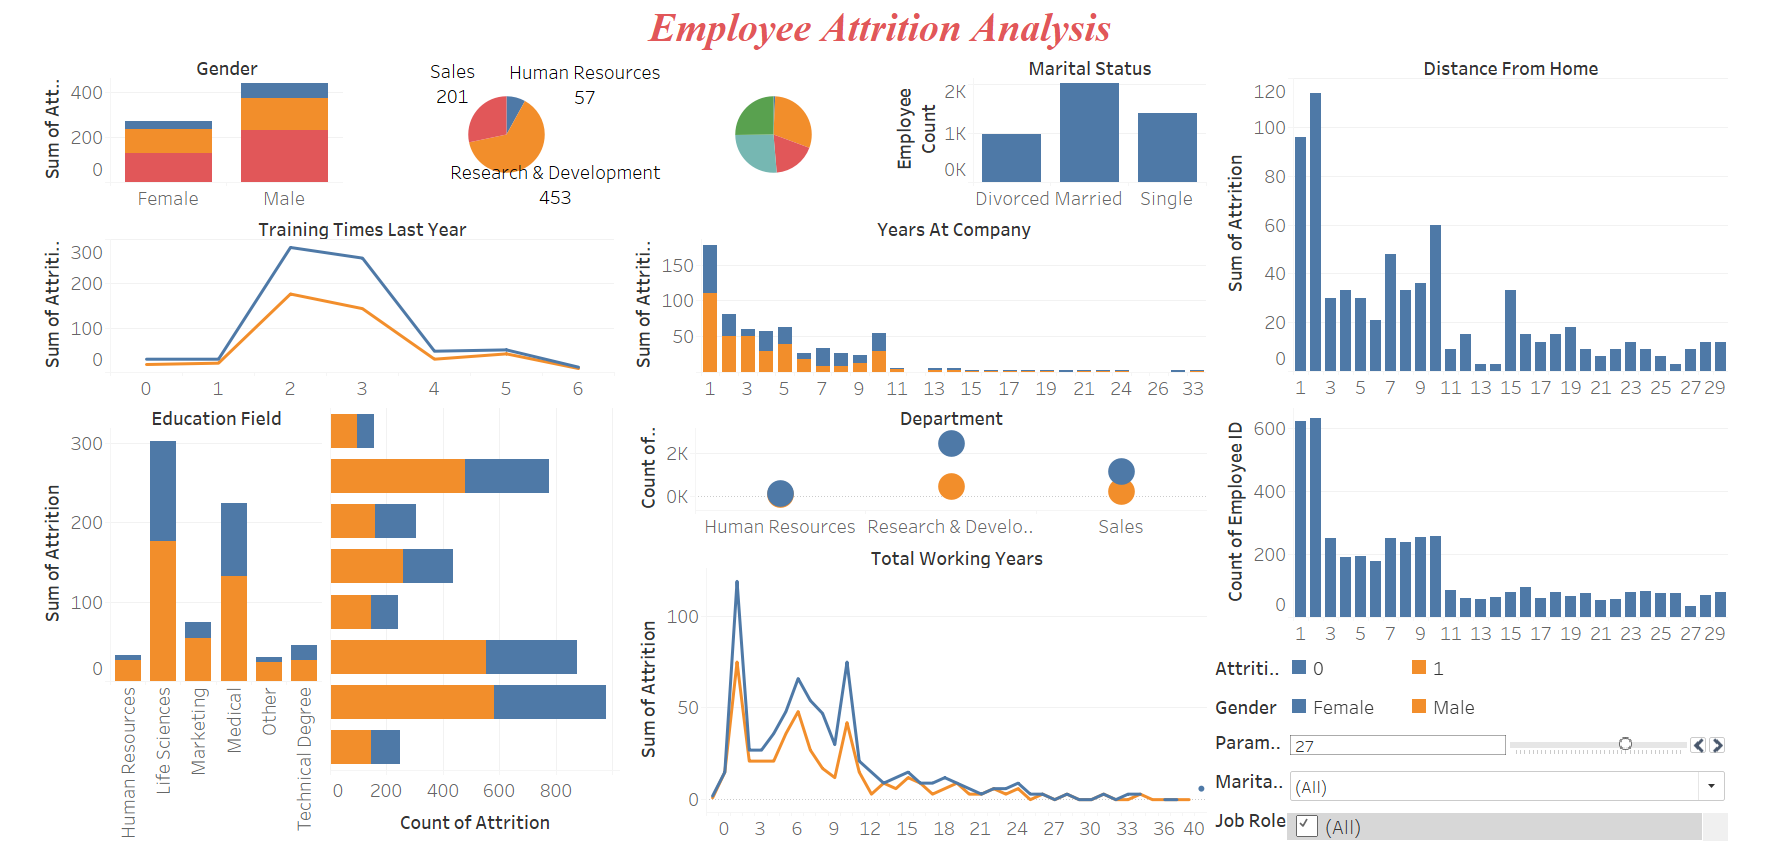 Employee Attrition Analysis
Gender
Sum of Att..
400
200
0
Female Male
Sales
201
Human Resources
57
Research & Development
453
Marital Status
Employee
Count
2K
1K
0K
Divorced Married Single
Distance From Home
Sum of Attrition
120
100
80
60
40
20
0
1 3 5 7 9 11 13 15 17 19 21 23 25 27 29
Training Times Last Year
Sum of Attriti..
300
200
100
0
0 1 2 3 4 5 6
Years At Company
Sum of Attriti..
150
100
50
1 3 5 7 9 11 13 15 17 19 21 24 26 33
Education Field
Sum of Attrition
300
200
100
0
Human Resources
Life Sciences
Marketing
Medical
Other
Technical Degree
0 200 400 600 800
Count of Attrition
Department
Count of..
2K
0K
Human Resources Research & Develo.. Sales
Total Working Years
Sum of Attrition
100
50
0
0 3 6 9 12 15 18 21 24 27 30 33 36 40
Count of Employee ID
600
400
200
0
1 3 5 7 9 11 13 15 17 19 21 23 25 27 29
Attriti.. 0 1
Gender Female Male
Param.. 27
Marita.. (All)
Job Role (All)